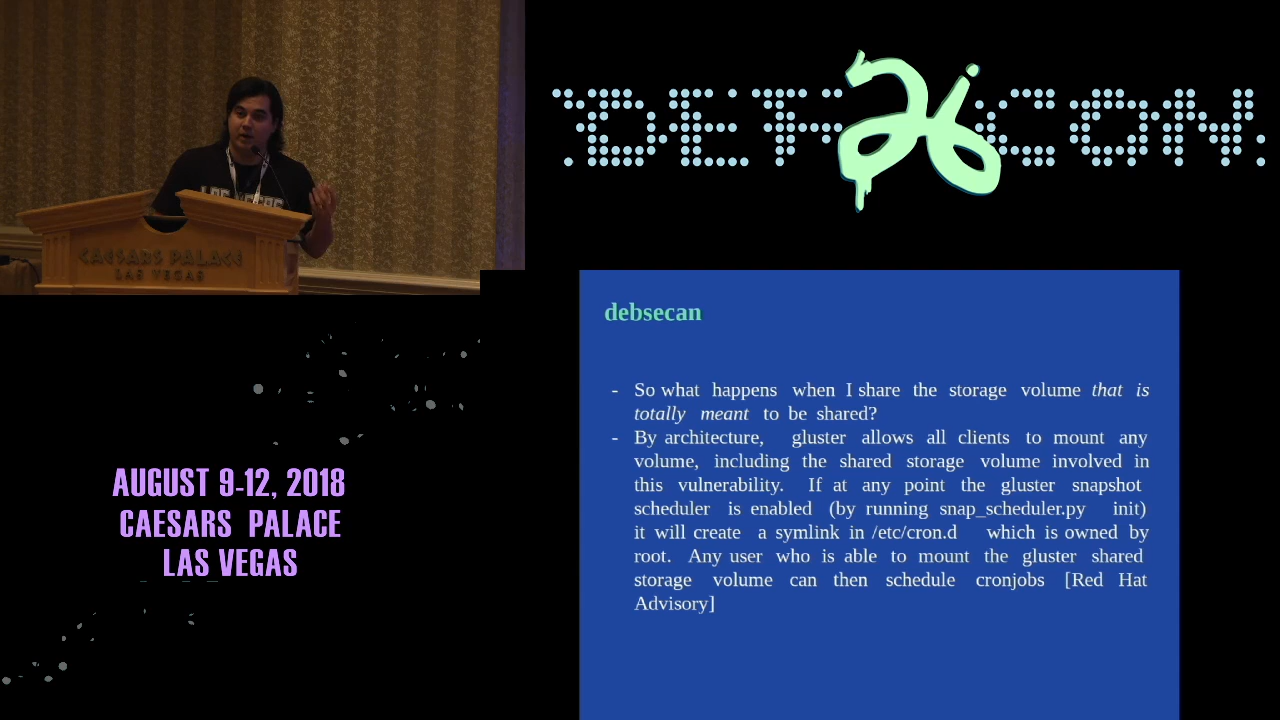 DEF 26 CON
LAS VEGAS
CAESARS PALACE
LAS VEGAS
debsecan
- So what happens when I share the storage volume that is
totally meant to be shared?
- By architecture, gluster allows all clients to mount any
volume, including the shared storage volume involved in
this vulnerability. If at any point the gluster snapshot
scheduler is enabled (by running snap_scheduler.py init)
it will create a symlink in /etc/cron.d which is owned by
root. Any user who is able to mount the gluster shared
storage volume can then schedule cronjobs [Red Hat
Advisory]
AUGUST 9-12, 2018
CAESARS PALACE
LAS VEGAS